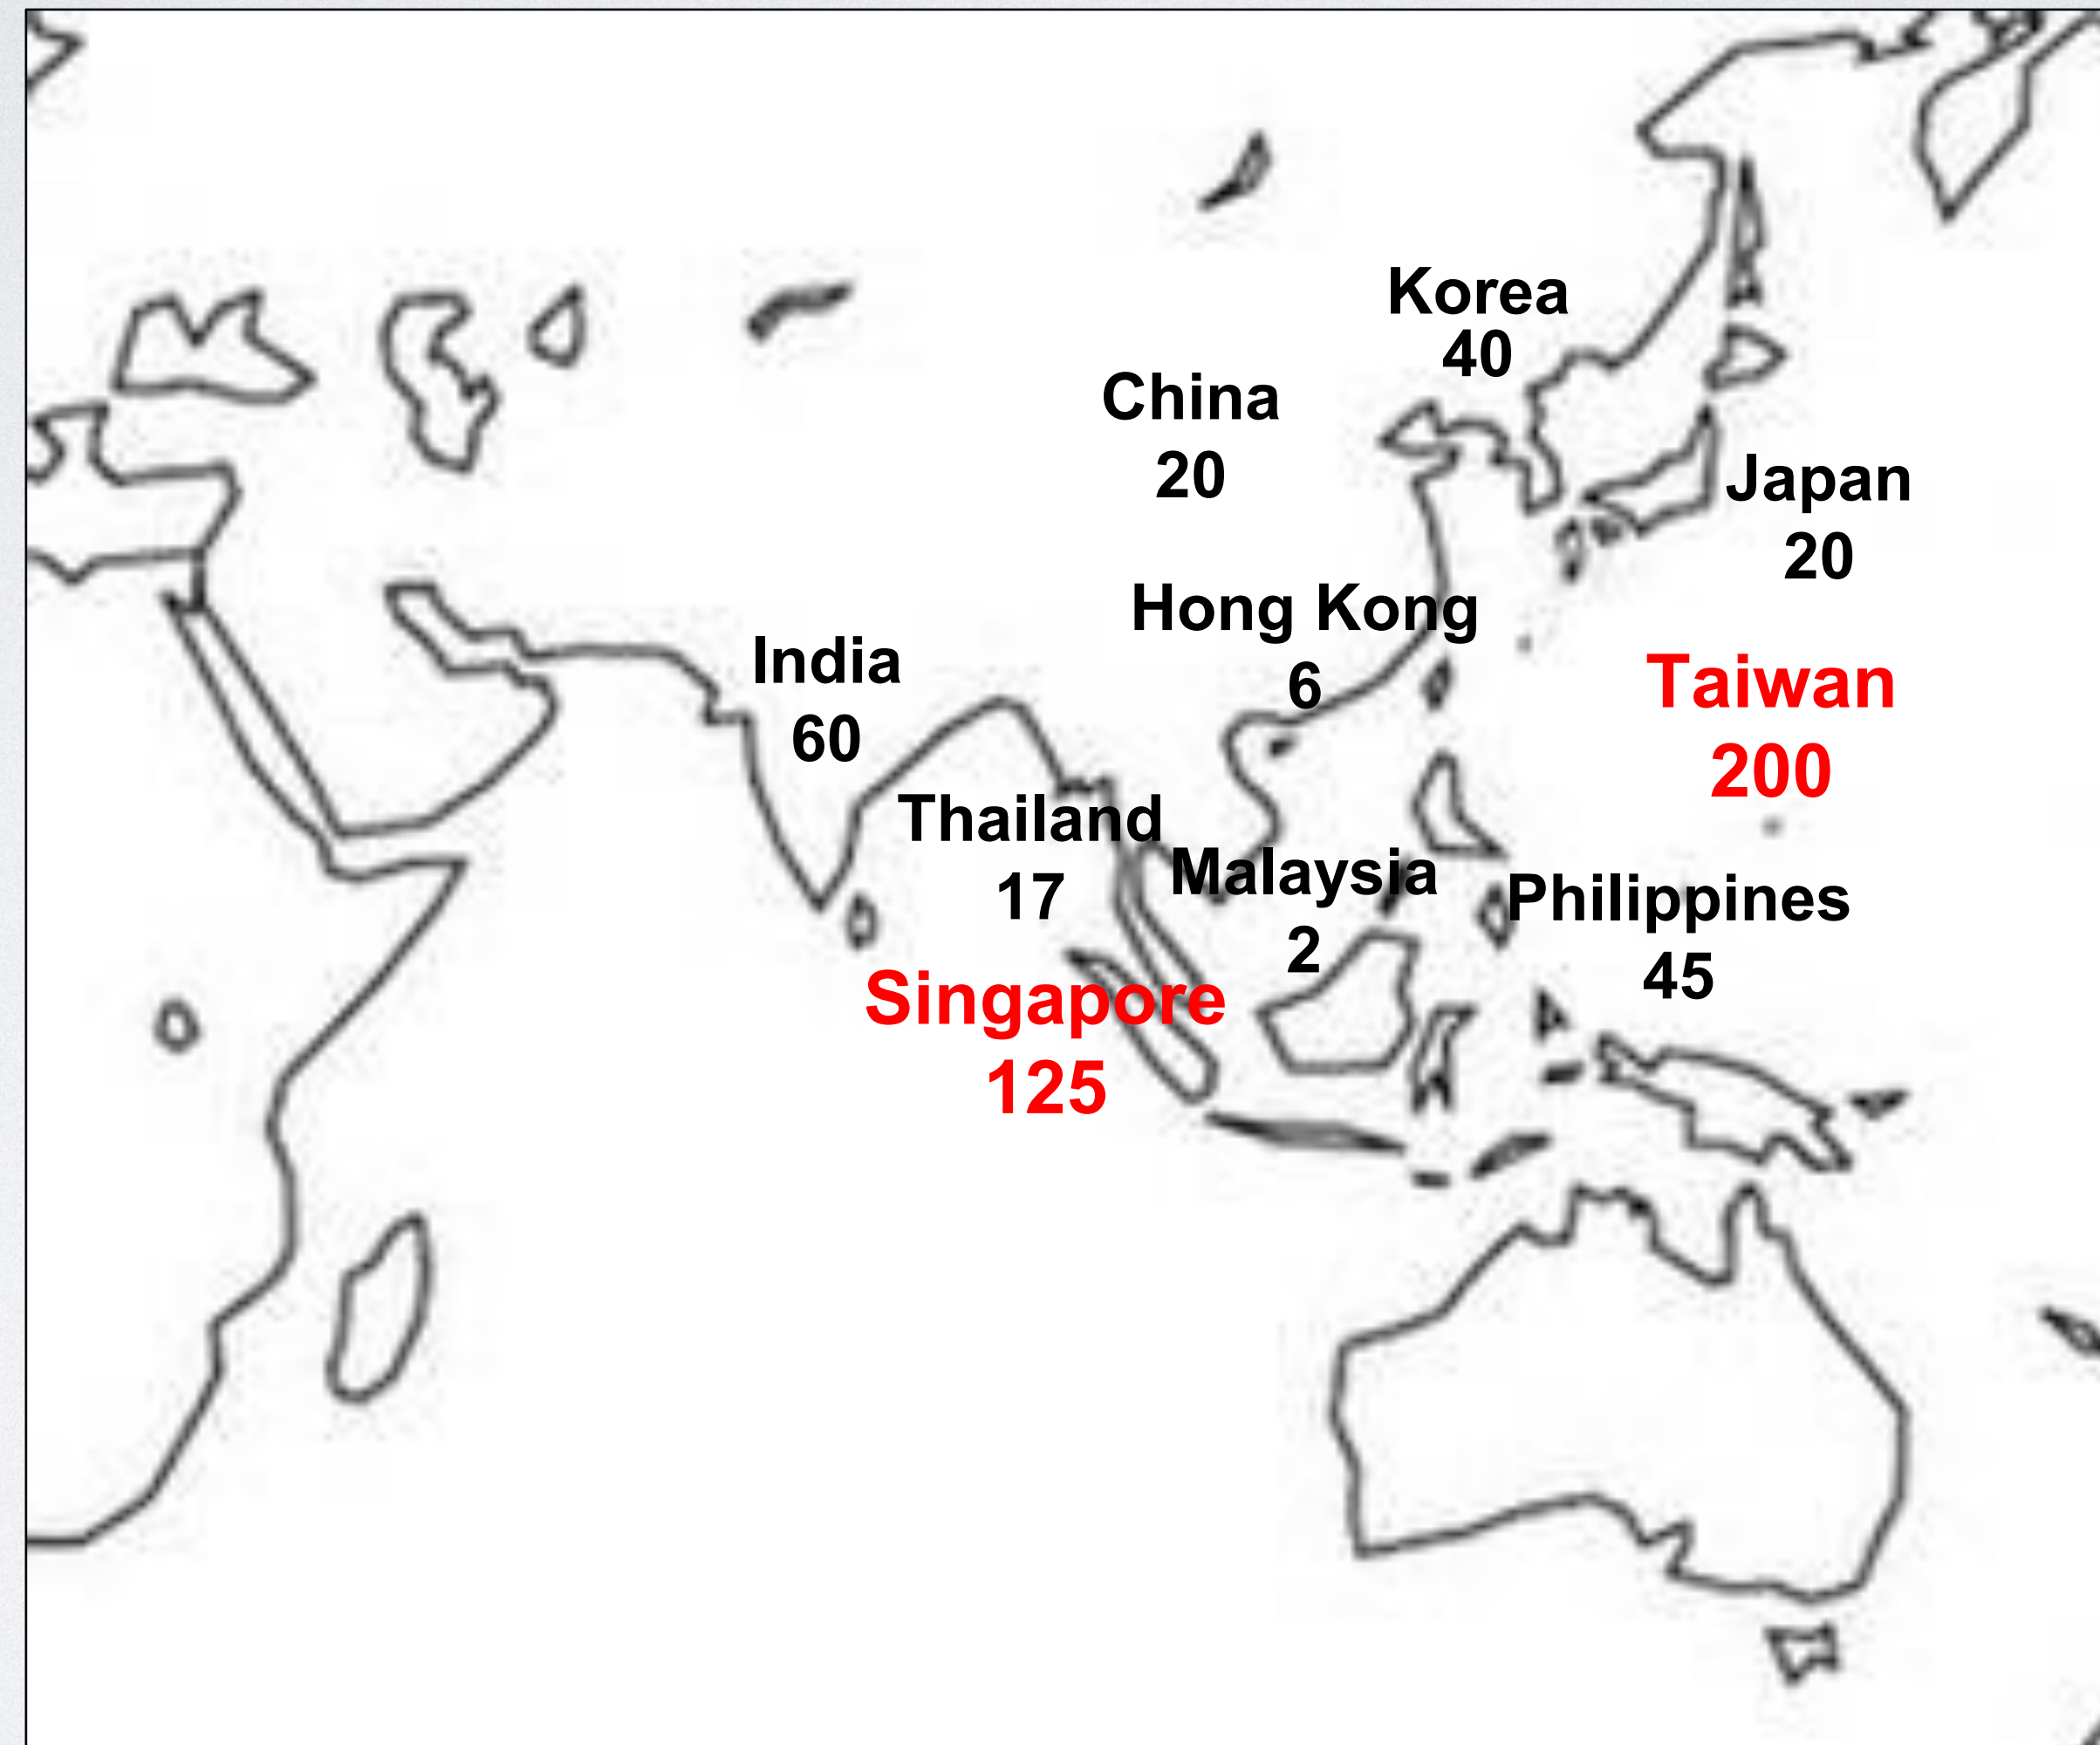 Korea
40
China
20
Japan
20
Hong Kong
6
India
60
Taiwan
200
Thailand
17
Malaysia
2
Philippines
45
Singapore
125